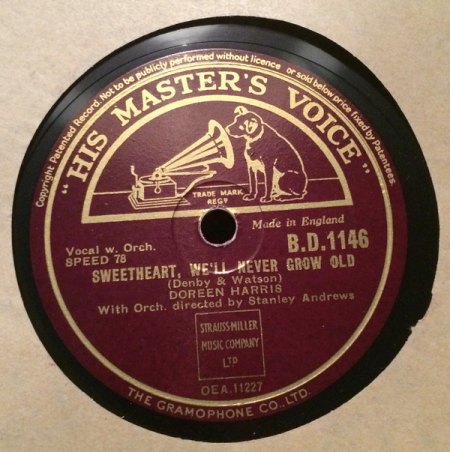 Copyright Patented Record. Not to be publicly performed without licence or sold below price fixed by Patentees.
"HIS MASTER'S VOICE"
TRADE MARK
REGD
Made in England
Vocal w. Orch.
SPEED 78
B.D.1146
SWEETHEART, WE'LL NEVER GROW OLD
(Denby & Watson)
DOREEN HARRIS
With Orch. directed by Stanley Andrews
STRAUSS-MILLER
MUSIC COMPANY
LTD
OEA.11227
THE GRAMOPHONE CO., LTD.